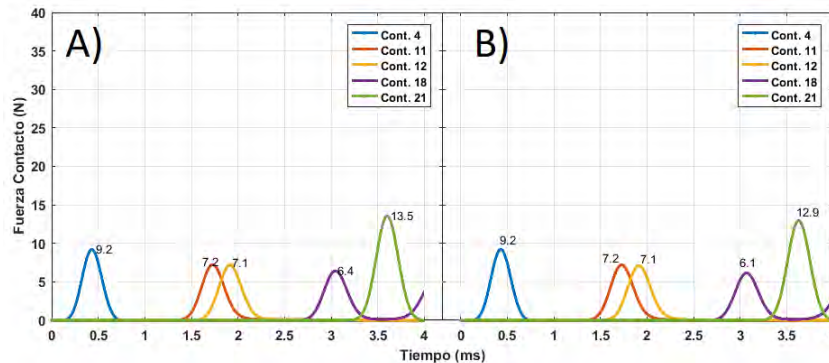 A)
Cont. 4
Cont. 11
Cont. 12
Cont. 18
Cont. 21
B)
Cont. 4
Cont. 11
Cont. 12
Cont. 18
Cont. 21
Fuerza Contacto (N)
40
35
30
25
20
15
10
5
0
9.2
7.2
7.1
6.4
13.5
9.2
7.2
7.1
6.1
12.9
0 0.5 1 1.5 2 2.5 3 3.5 4
0 0.5 1 1.5 2 2.5 3 3.5
Tiempo (ms)